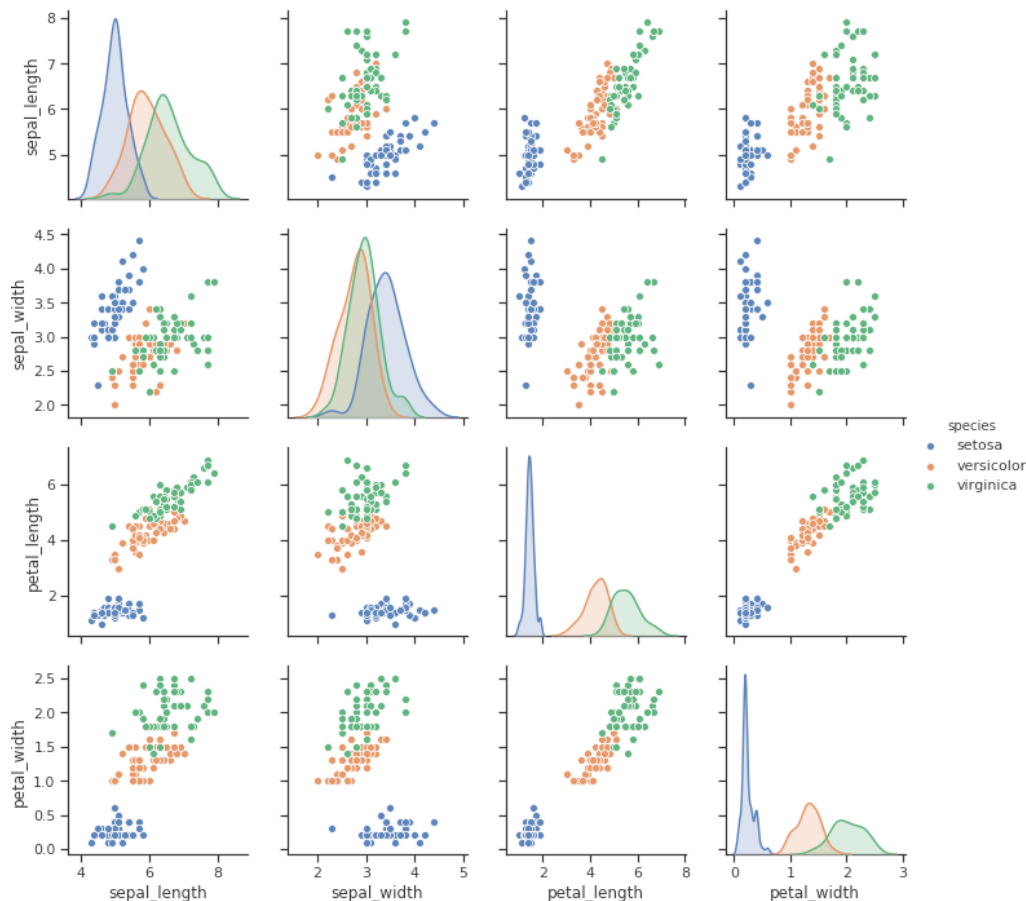 8
7
6
5
sepal_length
4.5
4.0
3.5
3.0
2.5
2.0
sepal_width
species
setosa
versicolor
virginica
6
4
2
petal_length
2.5
2.0
1.5
1.0
0.5
0.0
petal_width
4 6 8
sepal_length
2 3 4 5
sepal_width
2 4 6 8
petal_length
0 1 2 3
petal_width